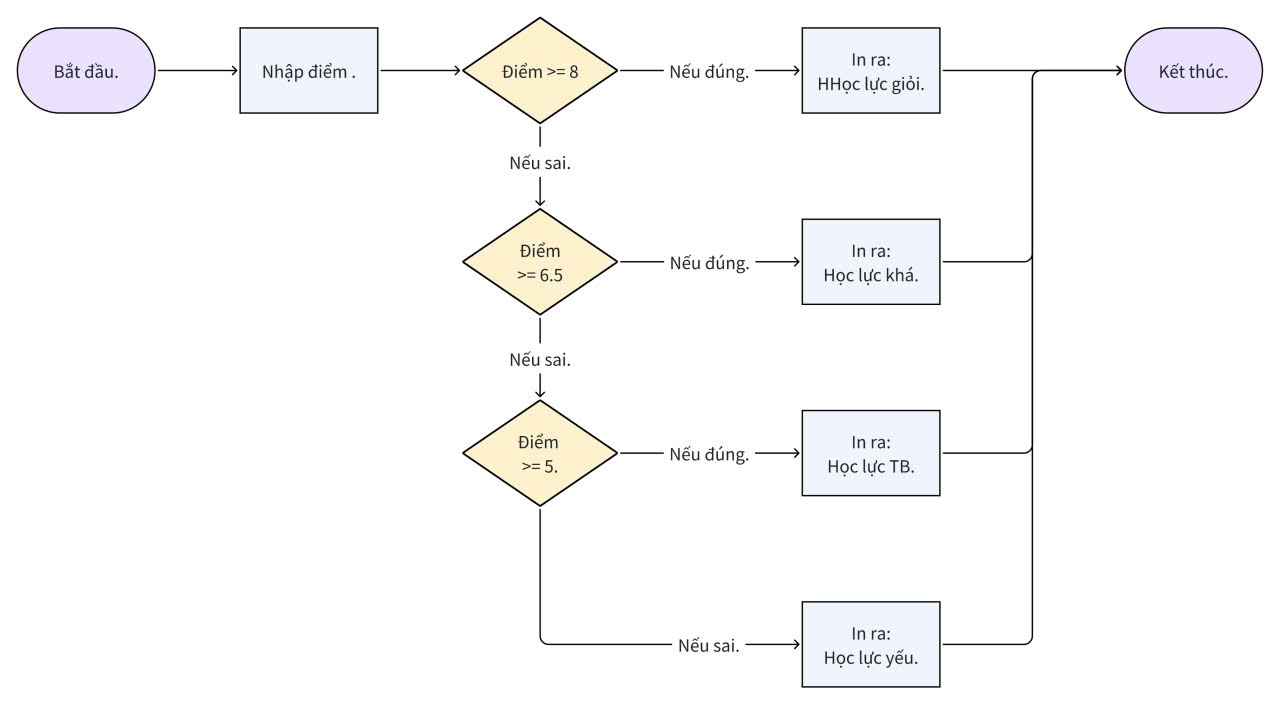 Bắt đầu.
Nhập điểm .
Điểm >= 8
Nếu đúng.
In ra:
HHọc lực giỏi.
Kết thúc.
Nếu sai.
Điểm
>= 6.5
Nếu đúng.
In ra:
Học lực khá.
Nếu sai.
Điểm
>= 5.
Nếu đúng.
In ra:
Học lực TB.
Nếu sai.
In ra:
Học lực yếu.